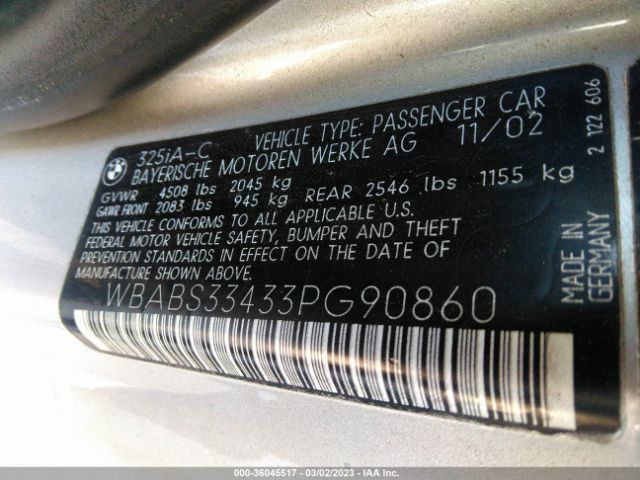 BMW
325iA-C VEHICLE TYPE: PASSENGER CAR
BAYERISCHE MOTOREN WERKE AG 11/02
GVWR 4508 lbs 2045 kg
GAWR FRONT 2083 lbs 945 kg REAR 2546 lbs 1155 kg
THIS VEHICLE CONFORMS TO ALL APPLICABLE U.S.
FEDERAL MOTOR VEHICLE SAFETY, BUMPER AND THEFT
PREVENTION STANDARDS IN EFFECT ON THE DATE OF
MANUFACTURE SHOWN ABOVE.
WBABS33433PG90860
MADE IN
GERMANY
2 122 606
000-36045517 - 03/02/2023 - IAA Inc.